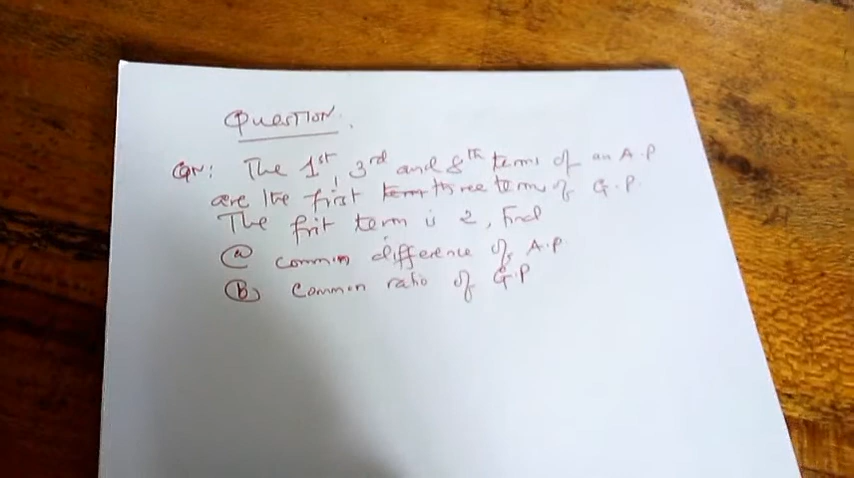 QUESTION.
QN: The 1st, 3rd and 8th terms of an A.P
are the first three terms of G.P.
The frit term is 2, Find
(a) common difference of A.P
(b) Common ratio of G.P